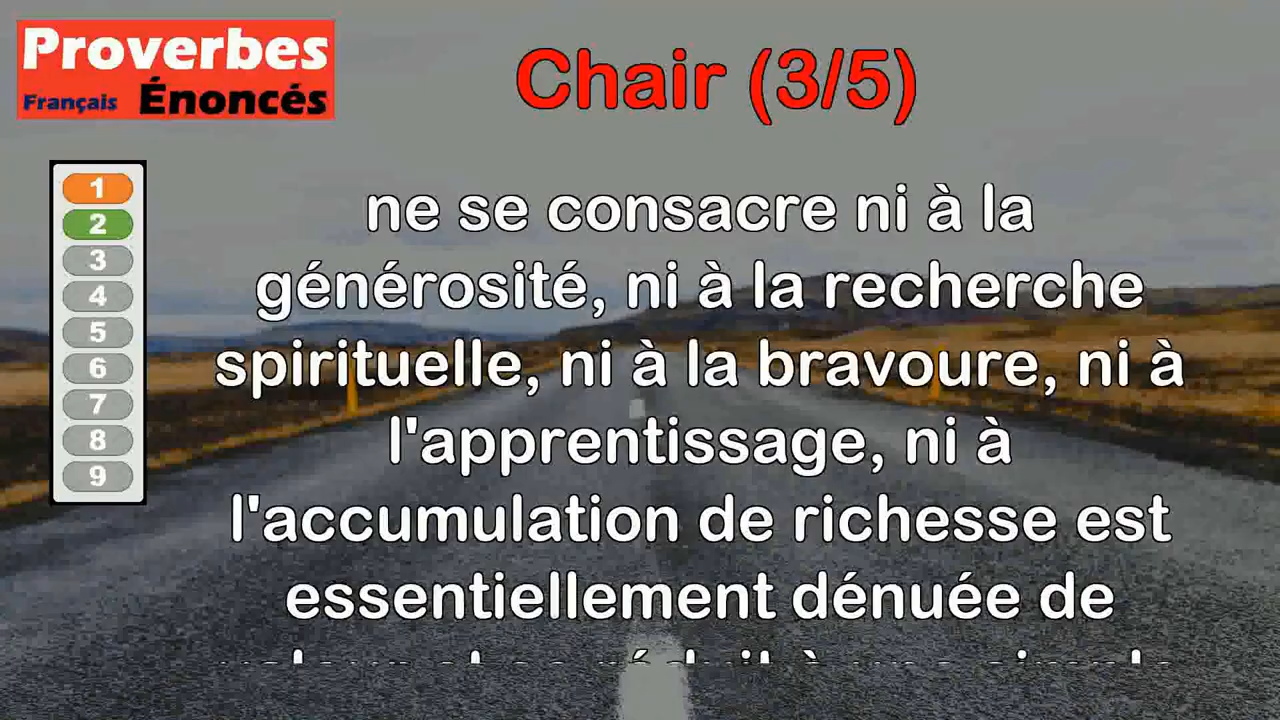 Proverbes
Français Énoncés
Chair (3/5)
1
2
3
4
5
6
7
8
9
ne se consacre ni à la
générosité, ni à la recherche
spirituelle, ni à la bravoure, ni à
l'apprentissage, ni à
l'accumulation de richesse est
essentiellement dénuée de